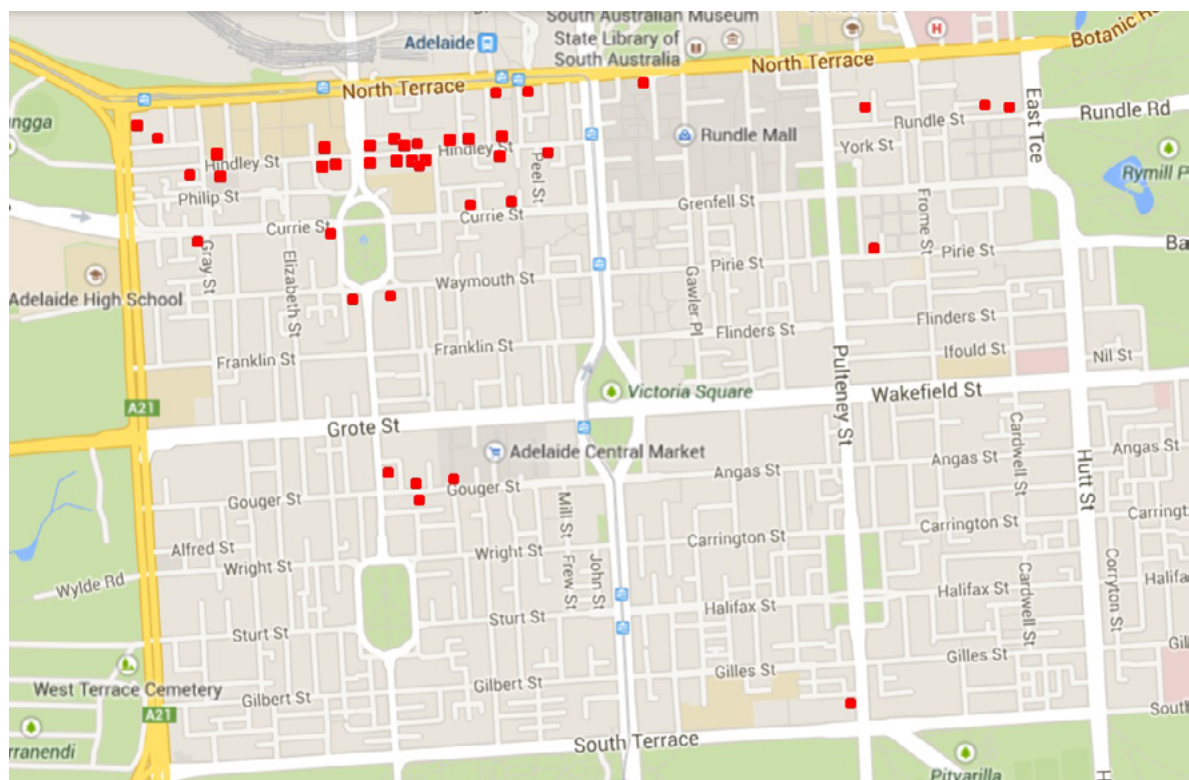 South Australian Museum
Adelaide
State Library of
South Australia
H
Botanic
North Terrace
North Terrace
East Tce
Rundle Rd
Rundle St
Rundle Mall
Hindley St
York St
Hindley St
Peel St
Rymill P
Philip St
Grenfell St
Frome St
Currie St
Currie St
Pirie St
Ba
Gray St
Elizabeth St
Waymouth St
Pirie St
Gawler Pl
Adelaide High School
Flinders St
Flinders St
Franklin St
Franklin St
Ifould St
Nil St
Pulteney St
Victoria Square
Wakefield St
A21
Grote St
Cardwell St
Hutt St
Adelaide Central Market
Angas St
Angas St
Angas St
Gouger St
Gouger St
Mill St
Carrington St
Carringt
Alfred St
Wright St
Carrington St
Wright St
Frew St
John St
Wylde Rd
Cardwell St
Corryton St
Halifax St
Halifa
Halifax St
Sturt St
Sturt St
Gilles St
Gil
Gilles St
West Terrace Cemetery
Gilbert St
Gilbert St
A21
South
South Terrace
rranendi
Pityarilla